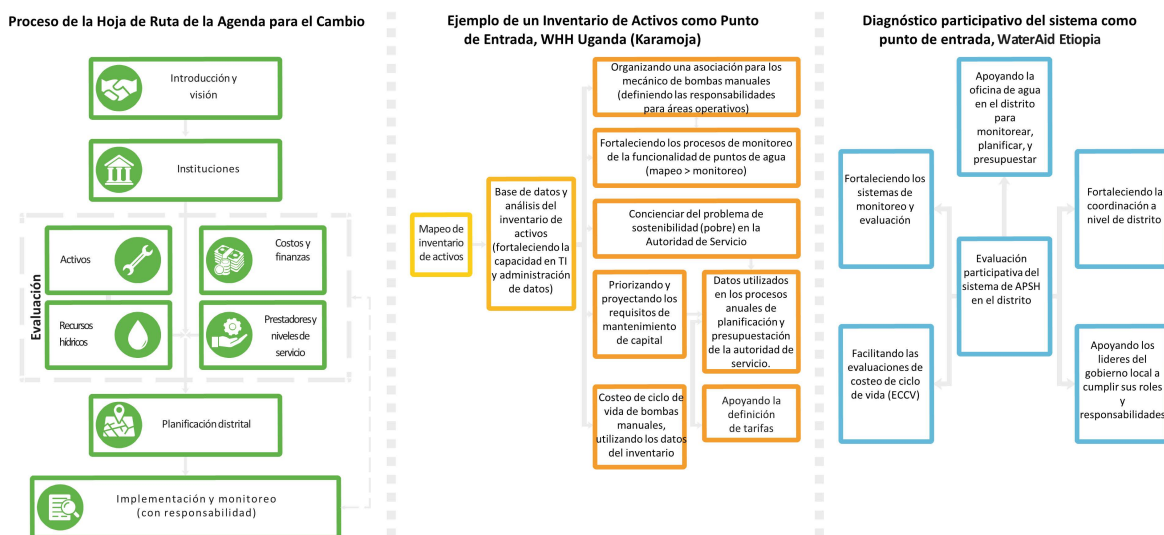 Proceso de la Hoja de Ruta de la Agenda para el Cambio
Introducción y
visión
Instituciones
Evaluación
Activos
Costos y
finanzas
Recursos
hídricos
Prestadores y
niveles de
servicio
Planificación distrital
Implementación y monitoreo
(con responsabilidad)
Ejemplo de un Inventario de Activos como Punto
de Entrada, WHH Uganda (Karamoja)
Mapeo de
inventario
de activos
Base de datos y
análisis del
inventario de
activos
(fortaleciendo la
capacidad en TI
y administración
de datos)
Organizando una asociación para los
mecánico de bombas manuales
(definiendo las responsabilidades
para áreas operativos)
Fortaleciendo los procesos de monitoreo
de la funcionalidad de puntos de agua
(mapeo > monitoreo)
Concienciar del problema de
sostenibilidad (pobre) en la
Autoridad de Servicio
Priorizando y
proyectando los
requisitos de
mantenimiento
de capital
Datos utilizados
en los procesos
anuales de
planificación y
presupuestación
de la autoridad de
servicio.
Costeo de ciclo de
vida de bombas
manuales,
utilizando los datos
del inventario
Apoyando la
definición
de tarifas
Diagnóstico participativo del sistema como
punto de entrada, WaterAid Etiopia
Apoyando la
oficina de agua
en el distrito
para
monitorear,
planificar, y
presupuestar
Fortaleciendo los
sistemas de
monitoreo y
evaluación
Fortaleciendo la
coordinación a
nivel de distrito
Evaluación
participativa del
sistema de APSH
en el distrito
Facilitando las
evaluaciones de
costeo de ciclo
de vida (ECCV)
Apoyando los
lideres del
gobierno local a
cumplir sus roles
y
responsabilidades